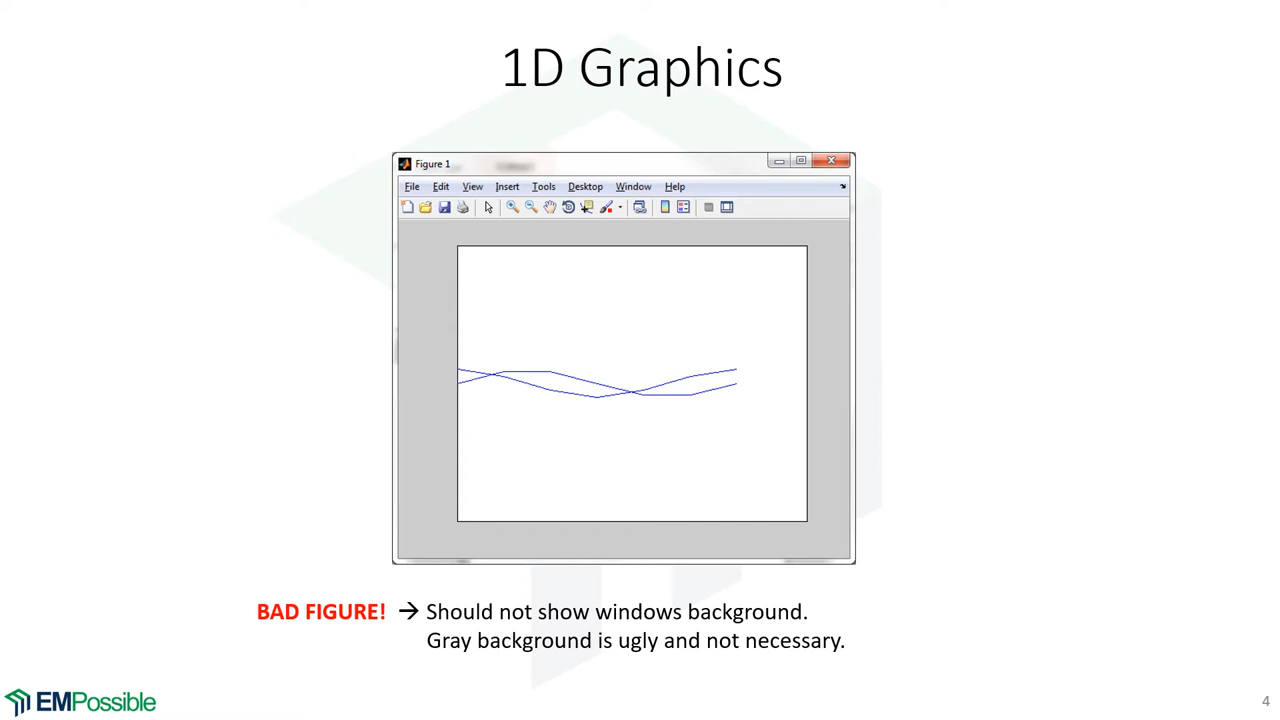 1D Graphics
Figure 1
File Edit View Insert Tools Desktop Window Help
BAD FIGURE! → Should not show windows background.
Gray background is ugly and not necessary.
EMPossible
4